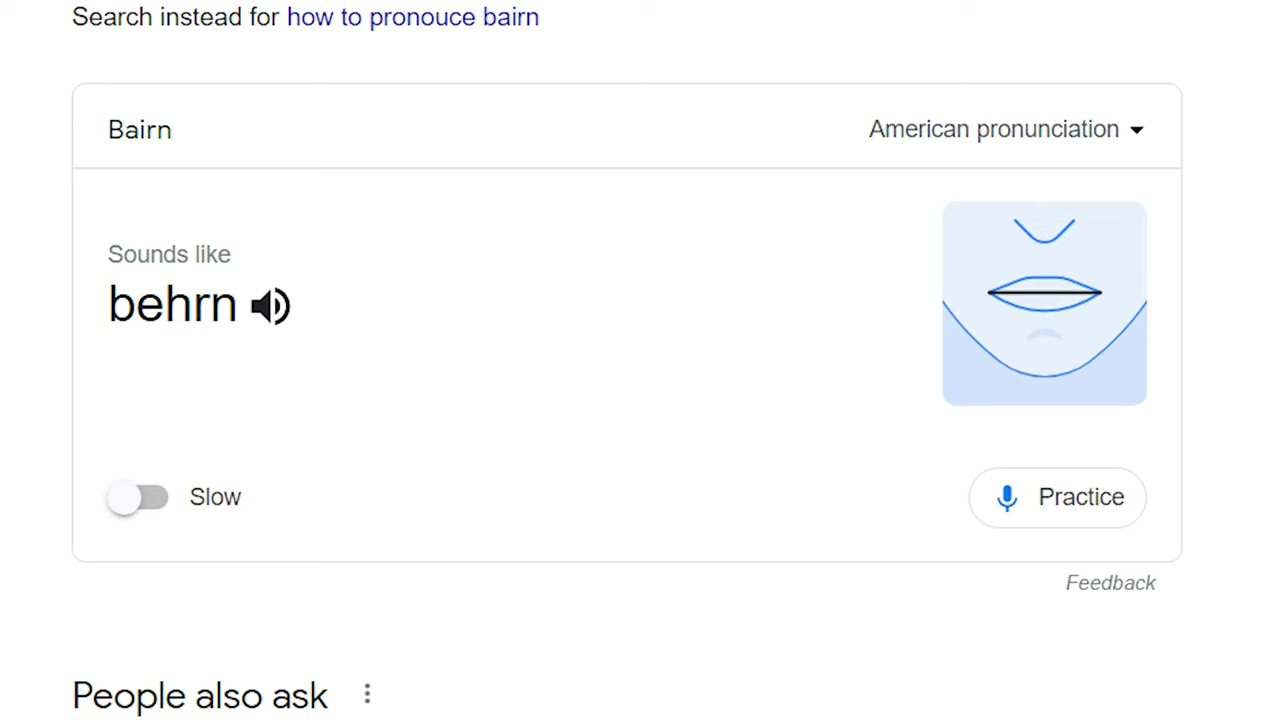 Search instead for how to pronouce bairn
Bairn
American pronunciation
Sounds like
behrn
Slow
Practice
Feedback
People also ask